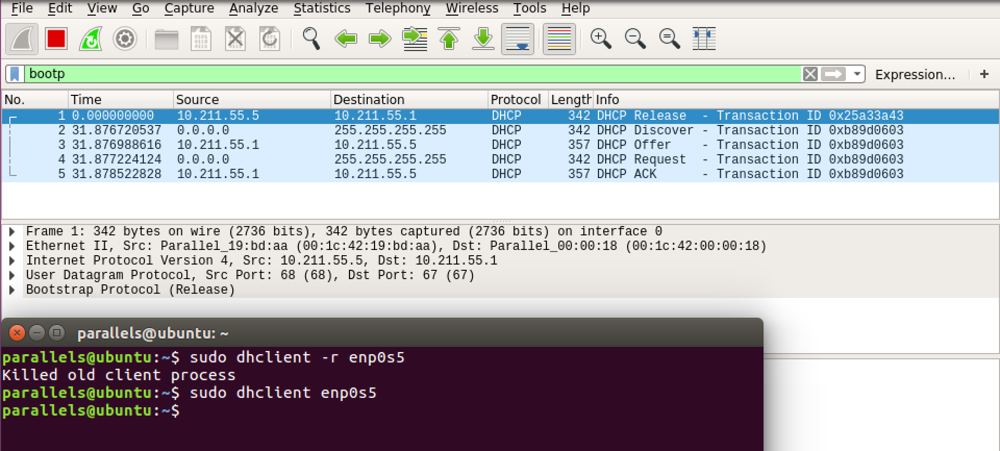 File Edit View Go Capture Analyze Statistics Telephony Wireless Tools Help
bootp Expression... +
No. Time Source Destination Protocol Length Info
1 0.000000000 10.211.55.5 10.211.55.1 DHCP 342 DHCP Release - Transaction ID 0x25a33a43
2 31.876720537 0.0.0.0 255.255.255.255 DHCP 342 DHCP Discover - Transaction ID 0xb89d0603
3 31.876988616 10.211.55.1 10.211.55.5 DHCP 357 DHCP Offer - Transaction ID 0xb89d0603
4 31.877224124 0.0.0.0 255.255.255.255 DHCP 342 DHCP Request - Transaction ID 0xb89d0603
5 31.878522828 10.211.55.1 10.211.55.5 DHCP 357 DHCP ACK - Transaction ID 0xb89d0603
Frame 1: 342 bytes on wire (2736 bits), 342 bytes captured (2736 bits) on interface 0
Ethernet II, Src: Parallel_19:bd:aa (00:1c:42:19:bd:aa), Dst: Parallel_00:00:18 (00:1c:42:00:00:18)
Internet Protocol Version 4, Src: 10.211.55.5, Dst: 10.211.55.1
User Datagram Protocol, Src Port: 68 (68), Dst Port: 67 (67)
Bootstrap Protocol (Release)
parallels@ubuntu: ~
parallels@ubuntu:~$ sudo dhclient -r enp0s5
Killed old client process
parallels@ubuntu:~$ sudo dhclient enp0s5
parallels@ubuntu:~$